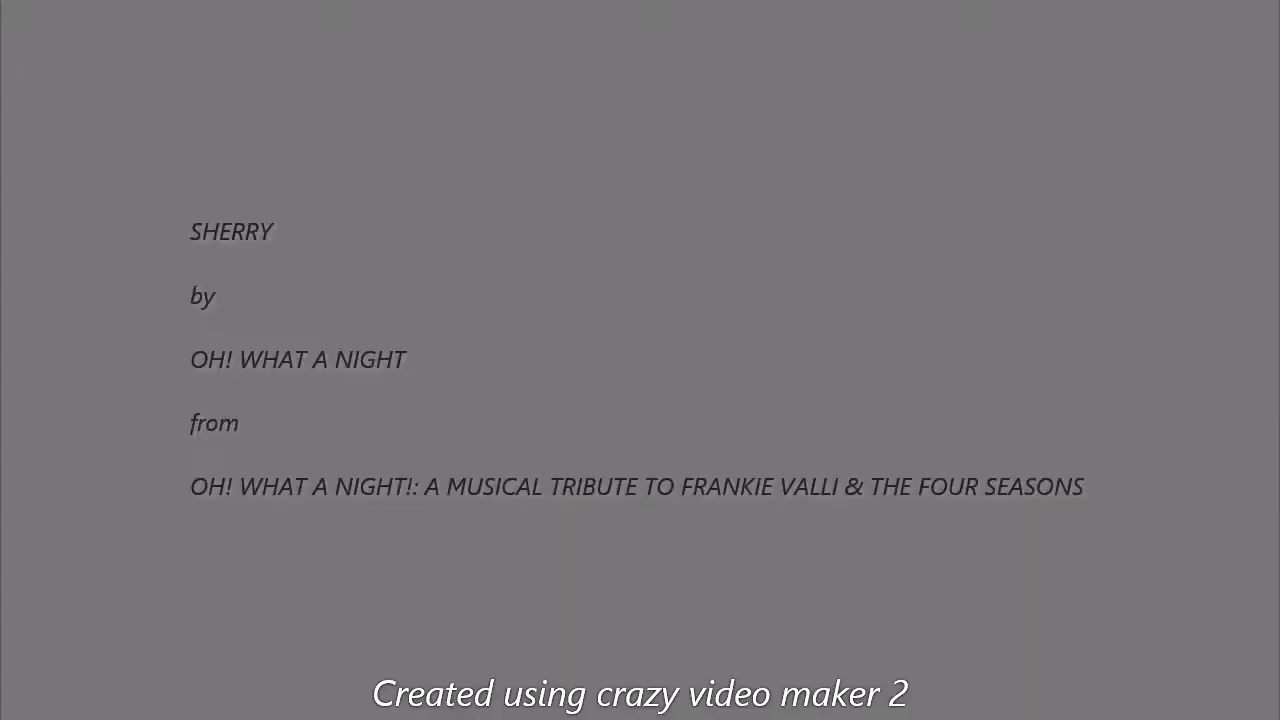 SHERRY
by
OH! WHAT A NIGHT
from
OH! WHAT A NIGHT!: A MUSICAL TRIBUTE TO FRANKIE VALLI & THE FOUR SEASONS
Created using crazy video maker 2